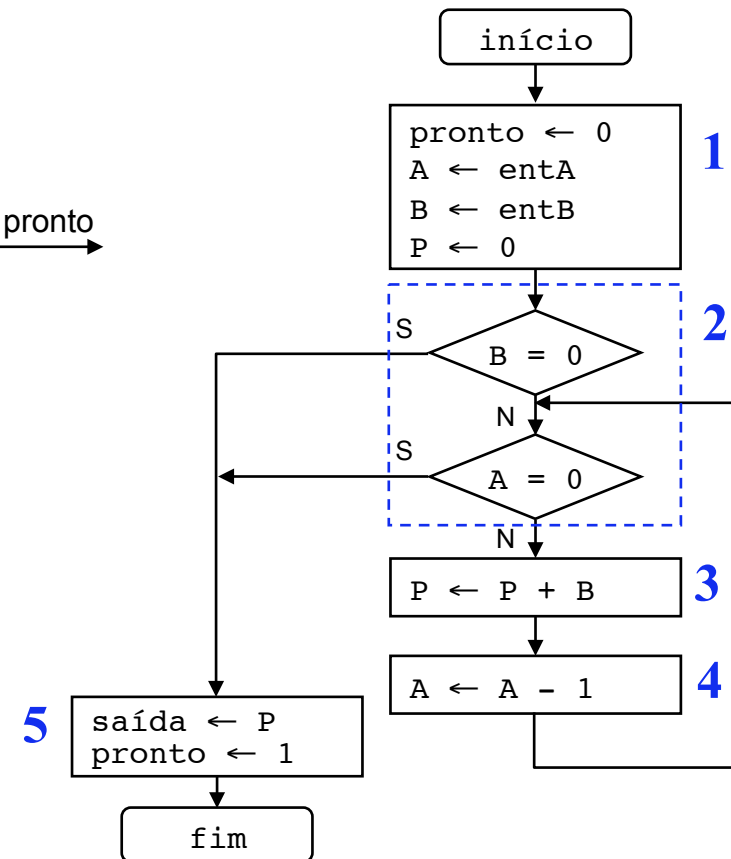 início
pronto ← 0
A ← entA
B ← entB
P ← 0
1
pronto
2
S
B = 0
N
S
A = 0
N
P ← P + B
3
A ← A - 1
4
5
saída ← P
pronto ← 1
fim